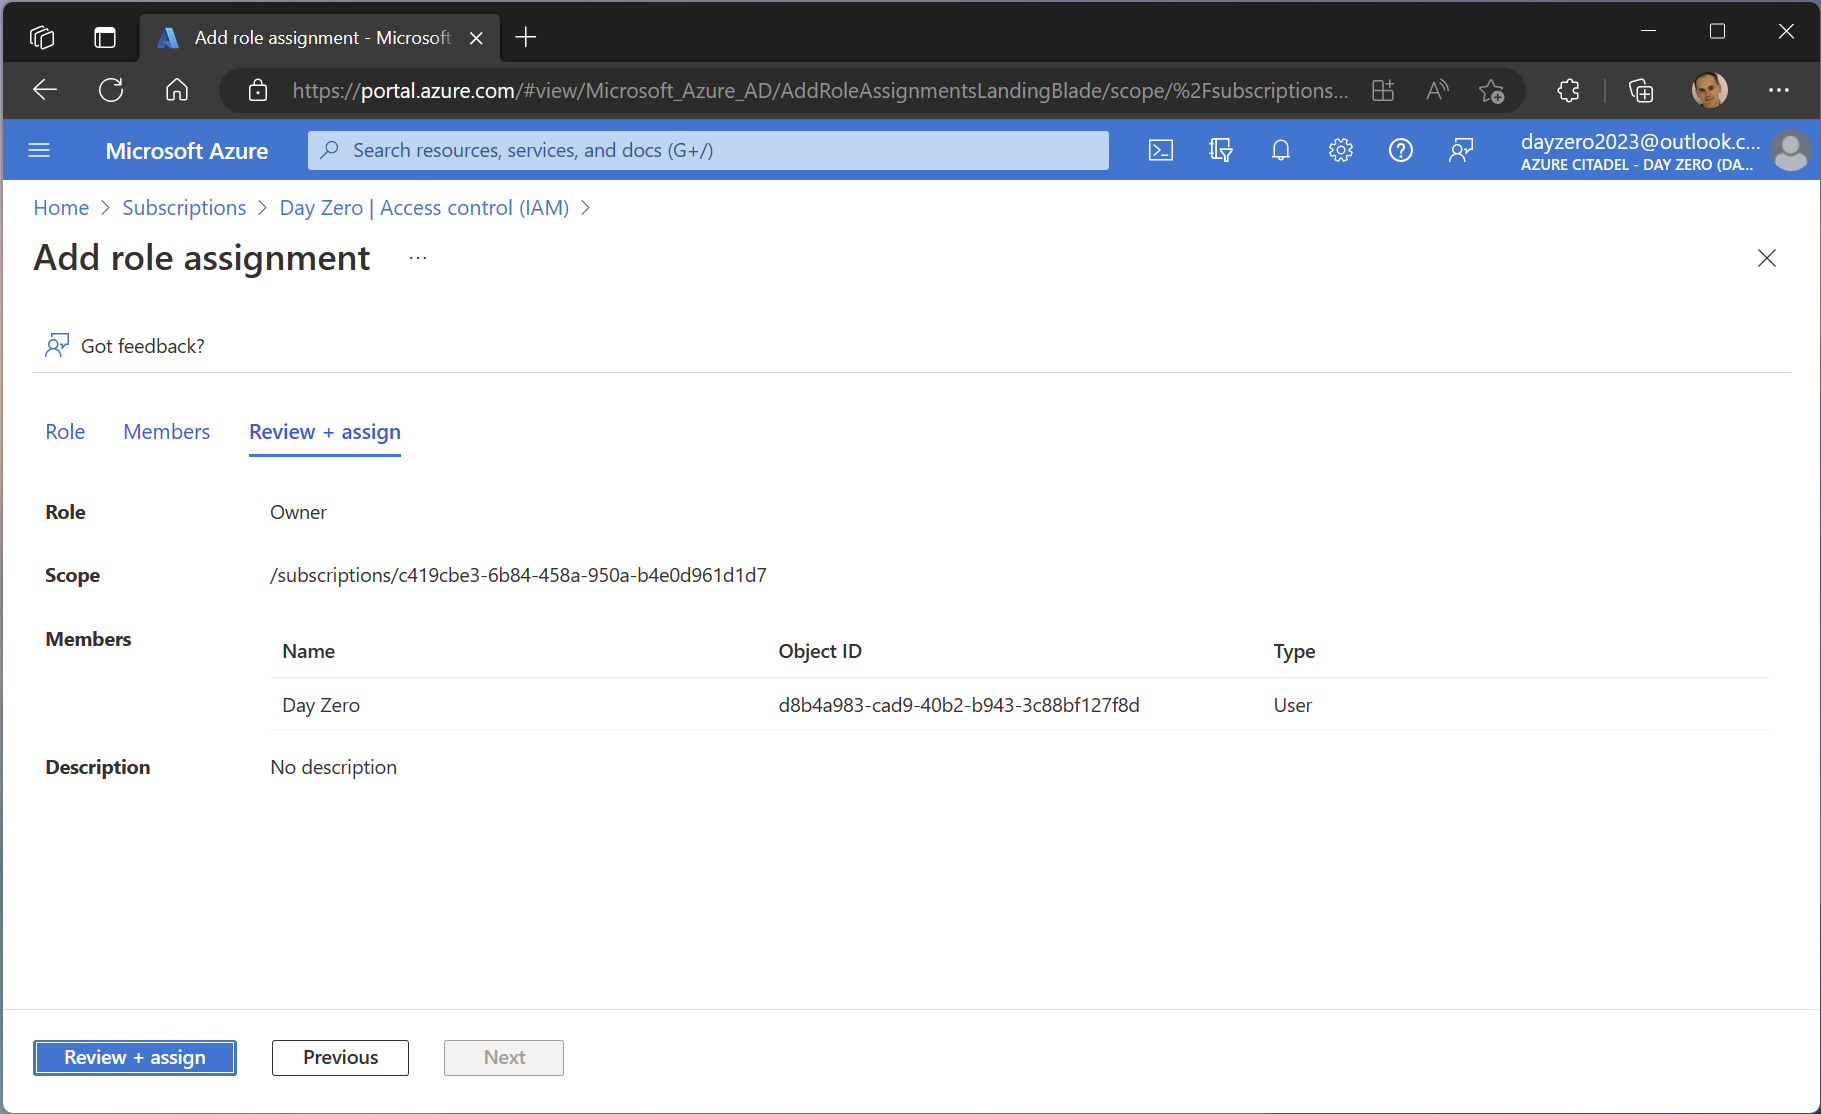 Add role assignment - Microsoft
https://portal.azure.com/#view/Microsoft_Azure_AD/AddRoleAssignmentsLandingBlade/scope/%2Fsubscriptions...
Microsoft Azure
Search resources, services, and docs (G+/)
dayzero2023@outlook.c...
AZURE CITADEL - DAY ZERO (DA...
Home > Subscriptions > Day Zero | Access control (IAM) >
Add role assignment ...
Got feedback?
Role Members Review + assign
Role Owner
Scope /subscriptions/c419cbe3-6b84-458a-950a-b4e0d961d1d7
Members
Name Object ID Type
Day Zero d8b4a983-cad9-40b2-b943-3c88bf127f8d User
Description No description
Review + assign Previous Next